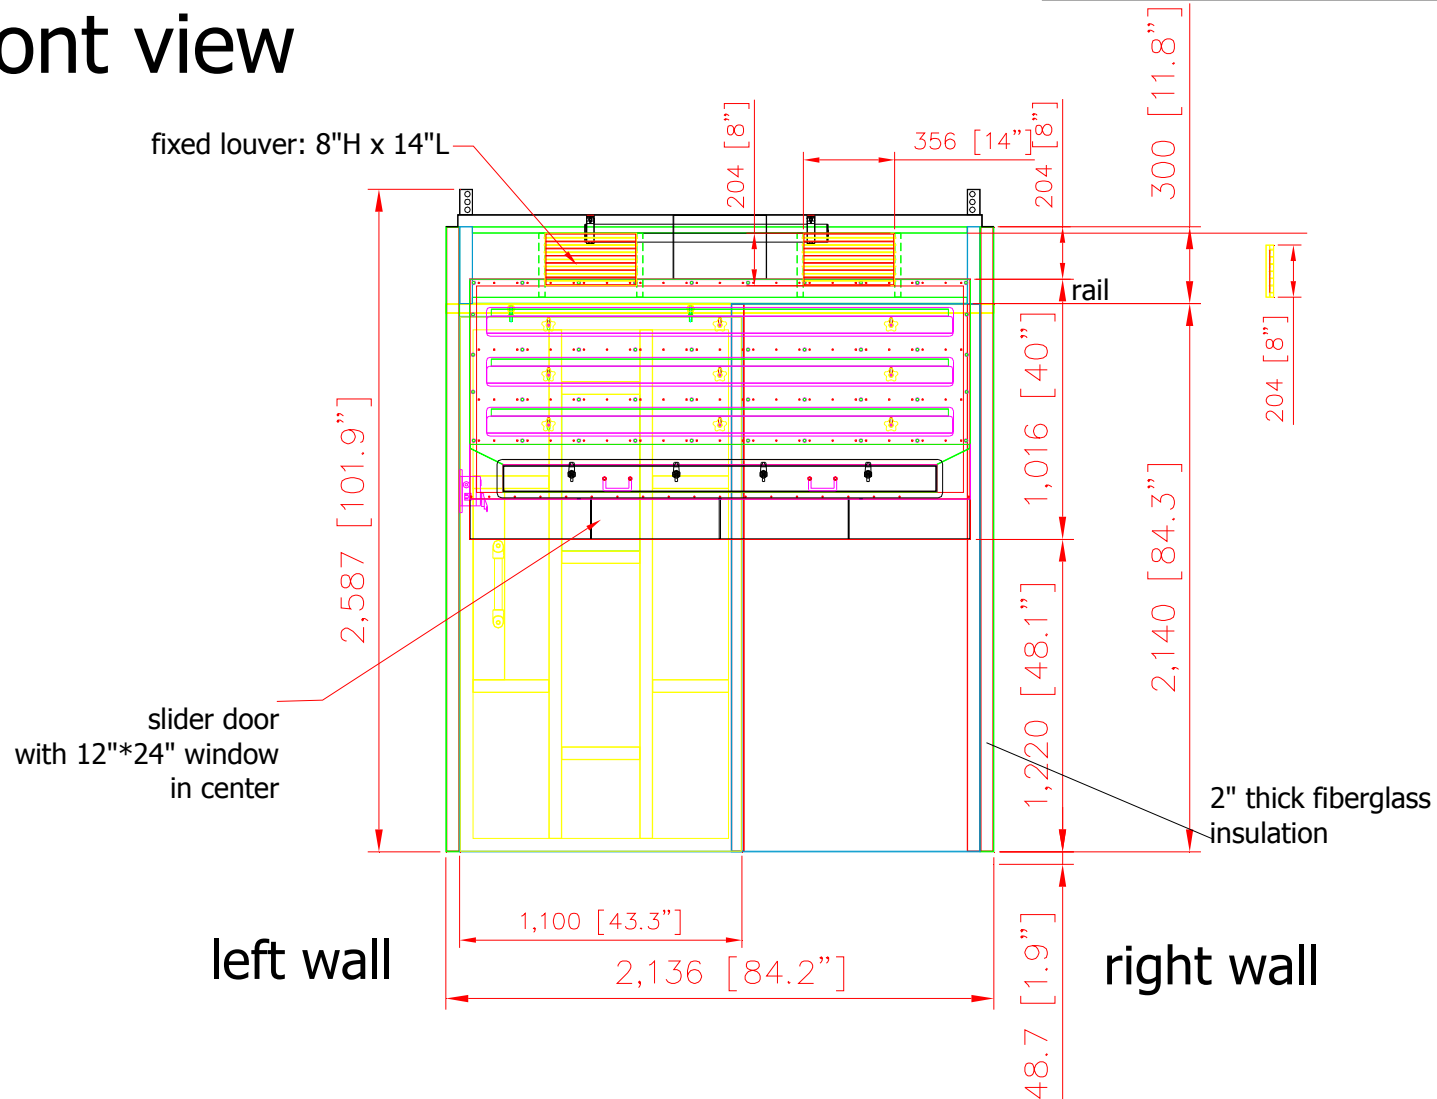 ont view
300 [11.8”]
fixed louver: 8"H x 14"L
204 [8”]
356 [14”]
204 [8”]
rail
2,587 [101.9”]
1,016 [40”]
204 [8”]
2,140 [84.3”]
1,220 [48.1”]
slider door
with 12"*24" window
in center
2" thick fiberglass
insulation
1,100 [43.3”]
left wall
2,136 [84.2”]
right wall
48.7 [1.9”]